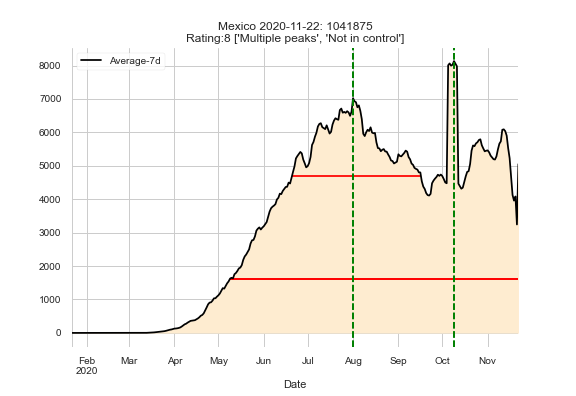 Mexico 2020-11-22: 1041875
Rating:8 ['Multiple peaks', 'Not in control']
Average-7d
8000
7000
6000
5000
4000
3000
2000
1000
0
Feb Mar Apr May Jun Jul Aug Sep Oct Nov
2020
Date